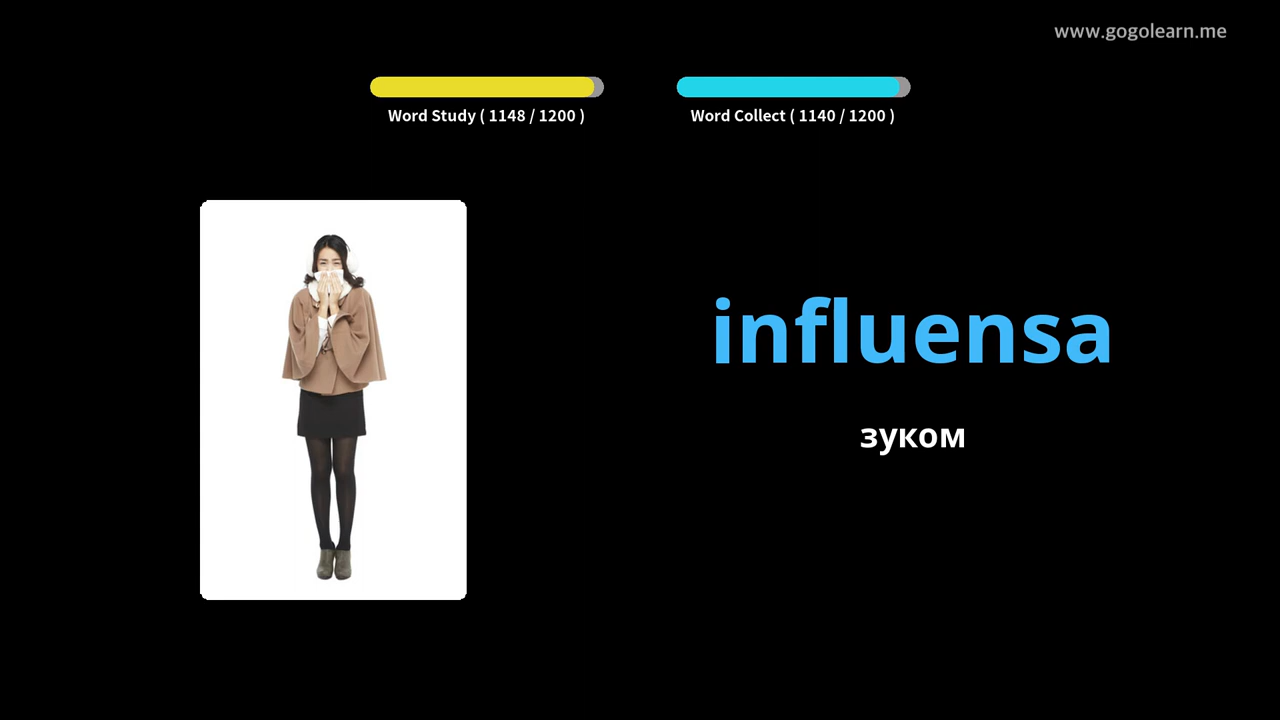 www.gogolearn.me
Word Study ( 1148 / 1200 )
Word Collect ( 1140 / 1200 )
influensa
зуком